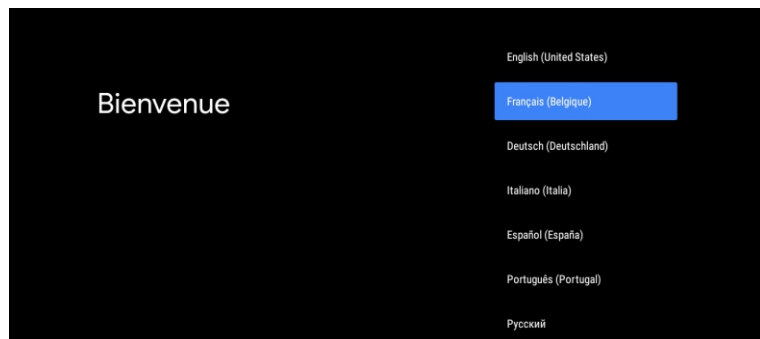 Bienvenue
English (United States)
Français (Belgique)
Deutsch (Deutschland)
Italiano (Italia)
Español (España)
Português (Portugal)
Русский